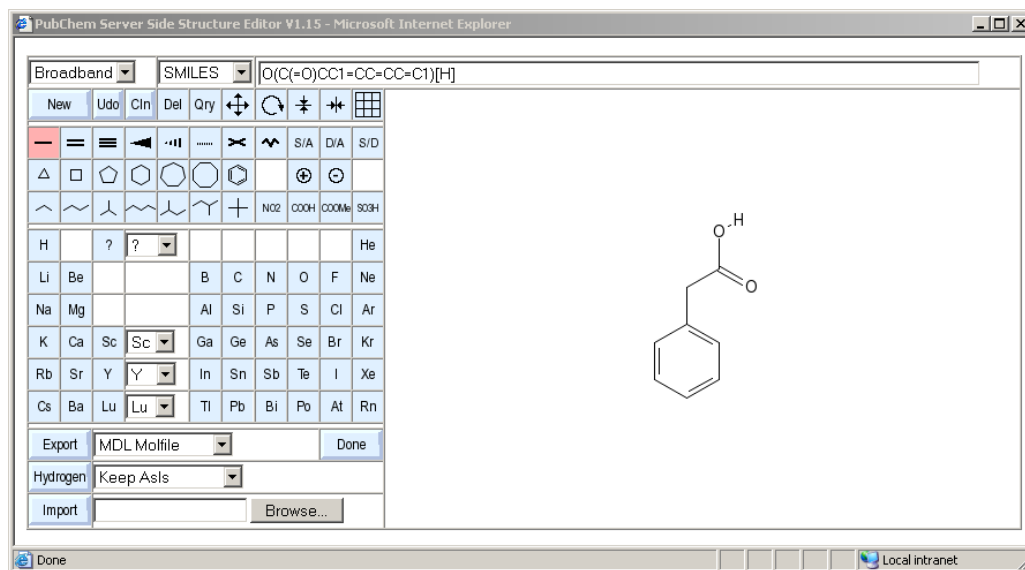 PubChem Server Side Structure Editor V1.15 - Microsoft Internet Explorer
Broadband SMILES O(C(=O)CC1=CC=CC=C1)[H]
New Udo Cln Del Qry
S/A D/A S/D
NO2 COOH COOMe SO3H
H ? ? He
Li Be B C N O F Ne
Na Mg Al Si P S Cl Ar
K Ca Sc Sc Ga Ge As Se Br Kr
Rb Sr Y Y In Sn Sb Te I Xe
Cs Ba Lu Lu Tl Pb Bi Po At Rn
Export MDL Molfile Done
Hydrogen Keep AsIs
Import Browse...
H
O
O
Done Local intranet